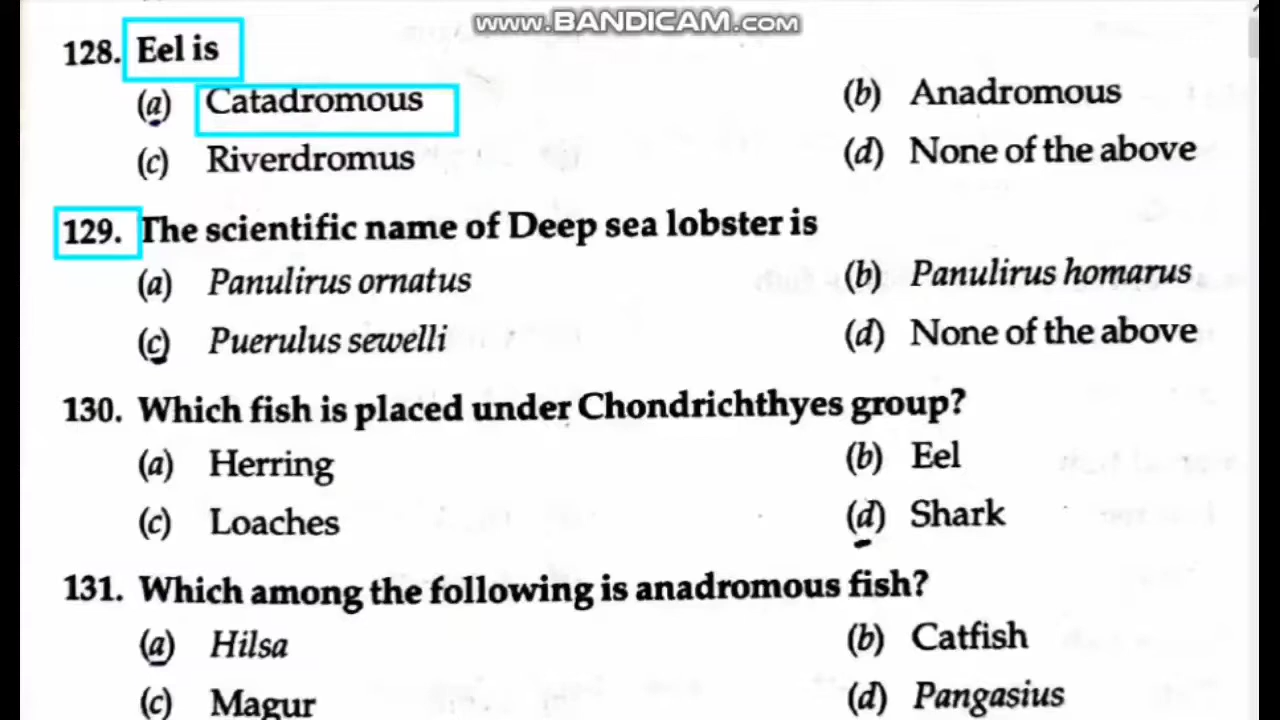 WWW.BANDICAM.COM
128. Eel is
(a) Catadromous (b) Anadromous
(c) Riverdromus (d) None of the above
129. The scientific name of Deep sea lobster is
(a) Panulirus ornatus (b) Panulirus homarus
(c) Puerulus sewelli (d) None of the above
130. Which fish is placed under Chondrichthyes group?
(a) Herring (b) Eel
(c) Loaches (d) Shark
131. Which among the following is anadromous fish?
(a) Hilsa (b) Catfish
(c) Magur (d) Pangasius